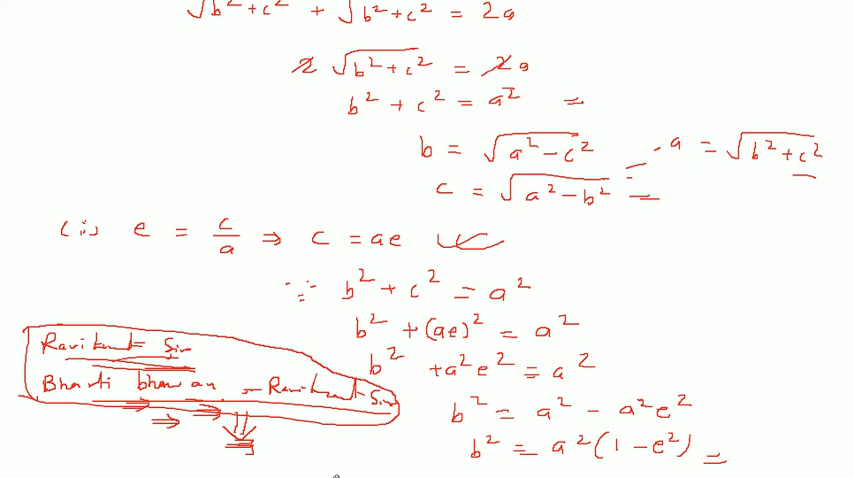 √b²+c² + √b²+c² = 2a
2 √b²+c² = 2a
b² + c² = a² =
b = √a²-c²
a = √b²+c²
c = √a²-b²
(ii) e = c/a ⇒ c = ae
∵ b² + c² = a²
b² + (ae)² = a²
b² + a²e² = a²
b² = a² - a²e²
b² = a²(1-e²)
Ravikant = Sir
Bharti bhawan - Ravikant - Sir